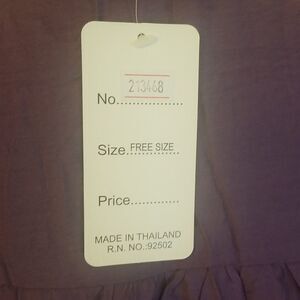 213468
No..................
Size FREE SIZE
Price.............
MADE IN THAILAND
R.N. NO.:92502